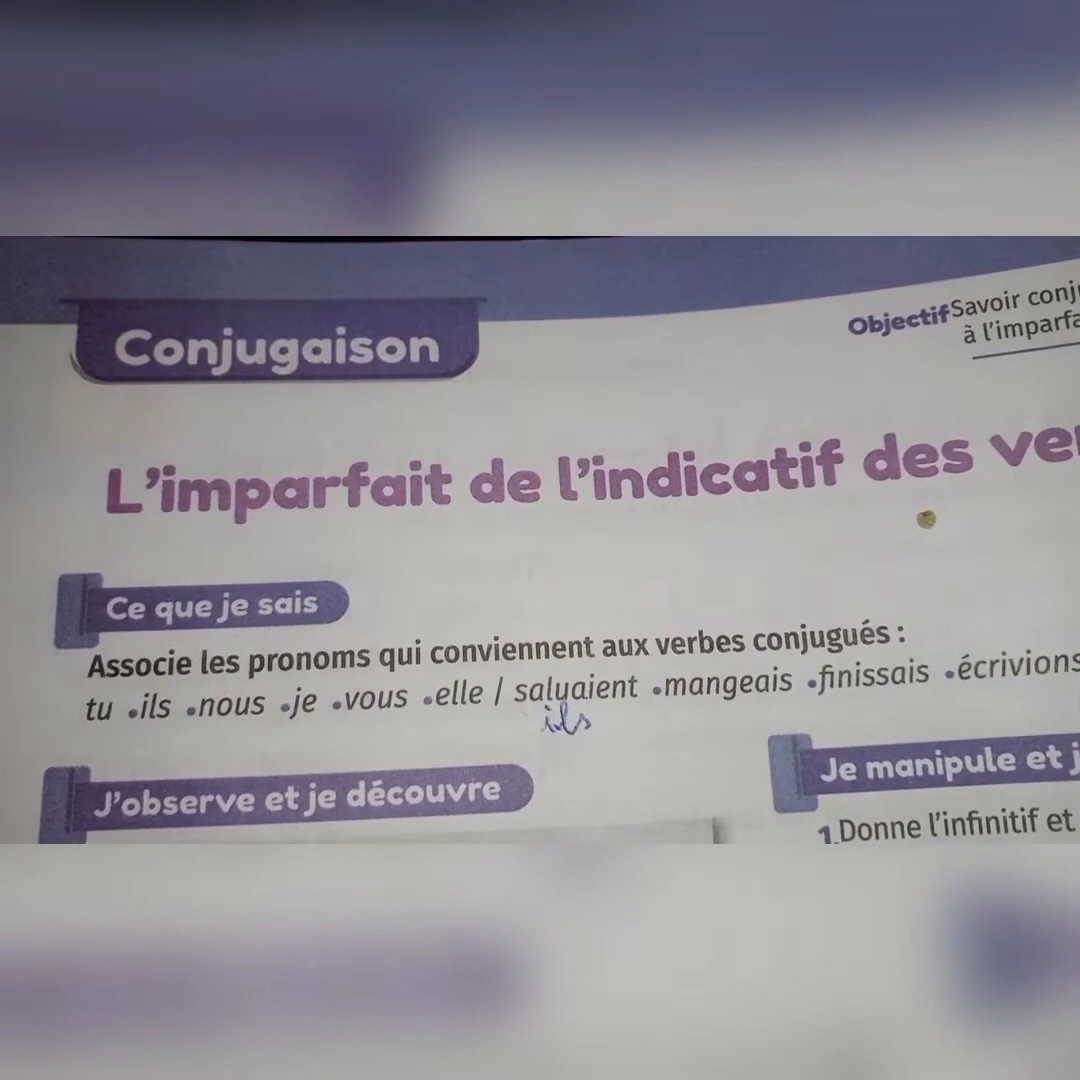 Conjugaison
Objectif Savoir conj
à l'imparfa
L'imparfait de l'indicatif des ve
Ce que je sais
Associe les pronoms qui conviennent aux verbes conjugués :
tu •ils •nous •je •vous •elle / saluaient •mangeais •finissais •écrivions
ils
J'observe et je découvre
Je manipule et j
1.Donne l'infinitif et